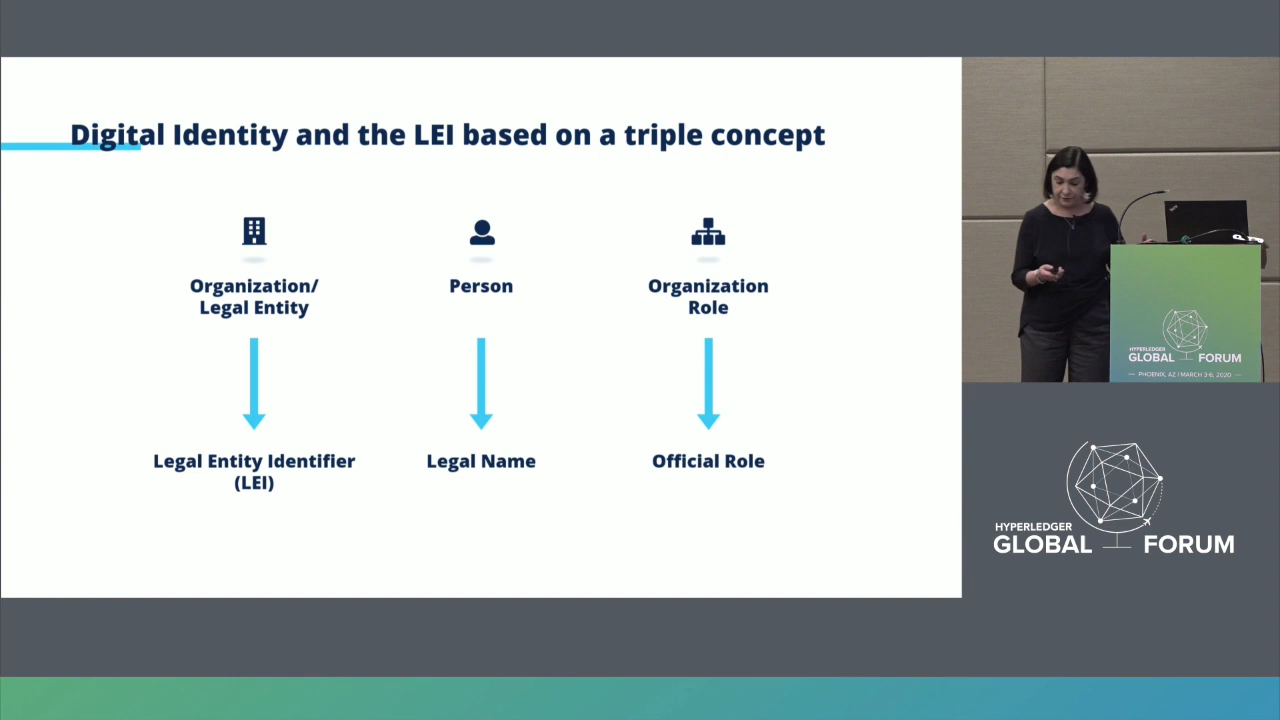 Digital Identity and the LEI based on a triple concept
Organization/
Legal Entity
Person
Organization
Role
Legal Entity Identifier
(LEI)
Legal Name
Official Role
HYPERLEDGER
GLOBAL FORUM
PHOENIX, AZ | MARCH 3-6, 2020
HYPERLEDGER
GLOBAL FORUM